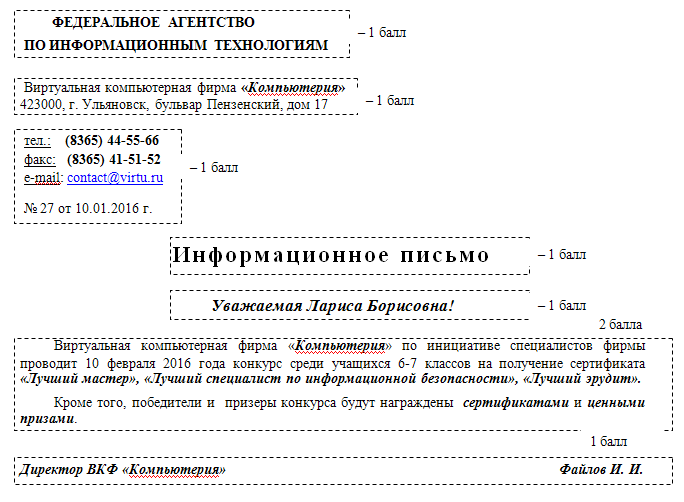 ФЕДЕРАЛЬНОЕ АГЕНТСТВО
ПО ИНФОРМАЦИОННЫМ ТЕХНОЛОГИЯМ
– 1 балл
Виртуальная компьютерная фирма «Компьютерия»
423000, г. Ульяновск, бульвар Пензенский, дом 17
– 1 балл
тел.: (8365) 44-55-66
факс: (8365) 41-51-52
e-mail: contact@virtu.ru
№ 27 от 10.01.2016 г.
– 1 балл
Информационное письмо
– 1 балл
Уважаемая Лариса Борисовна!
– 1 балл
2 балла
Виртуальная компьютерная фирма «Компьютерия» по инициативе специалистов фирмы
проводит 10 февраля 2016 года конкурс среди учащихся 6-7 классов на получение сертификата
«Лучший мастер», «Лучший специалист по информационной безопасности», «Лучший эрудит».
Кроме того, победители и призеры конкурса будут награждены сертификатами и ценными
призами.
1 балл
Директор ВКФ «Компьютерия» Файлов И. И.